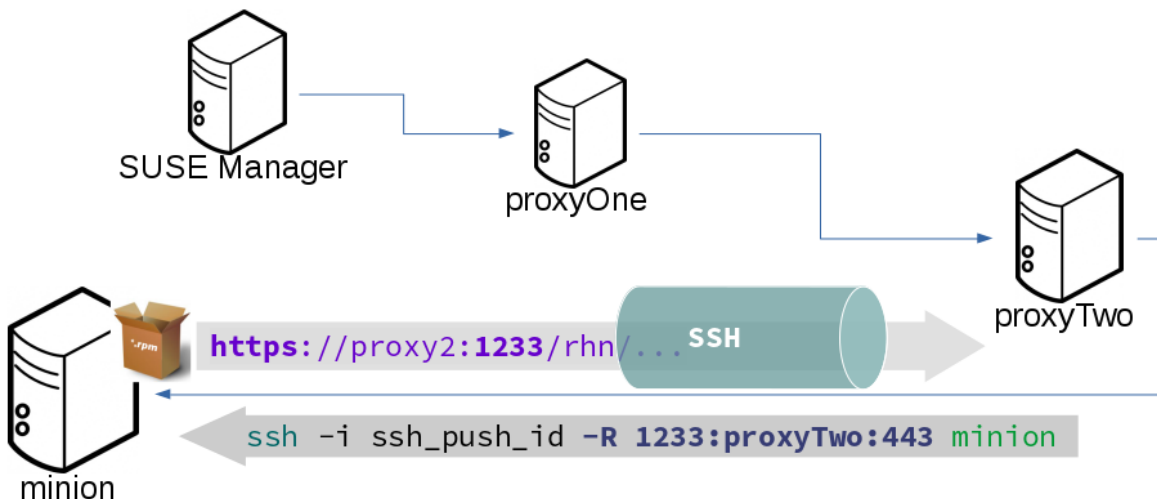 SUSE Manager
proxyOne
proxyTwo
*.rpm
https://proxy2:1233/rhn/...
SSH
ssh -i ssh_push_id -R 1233:proxyTwo:443 minion
minion